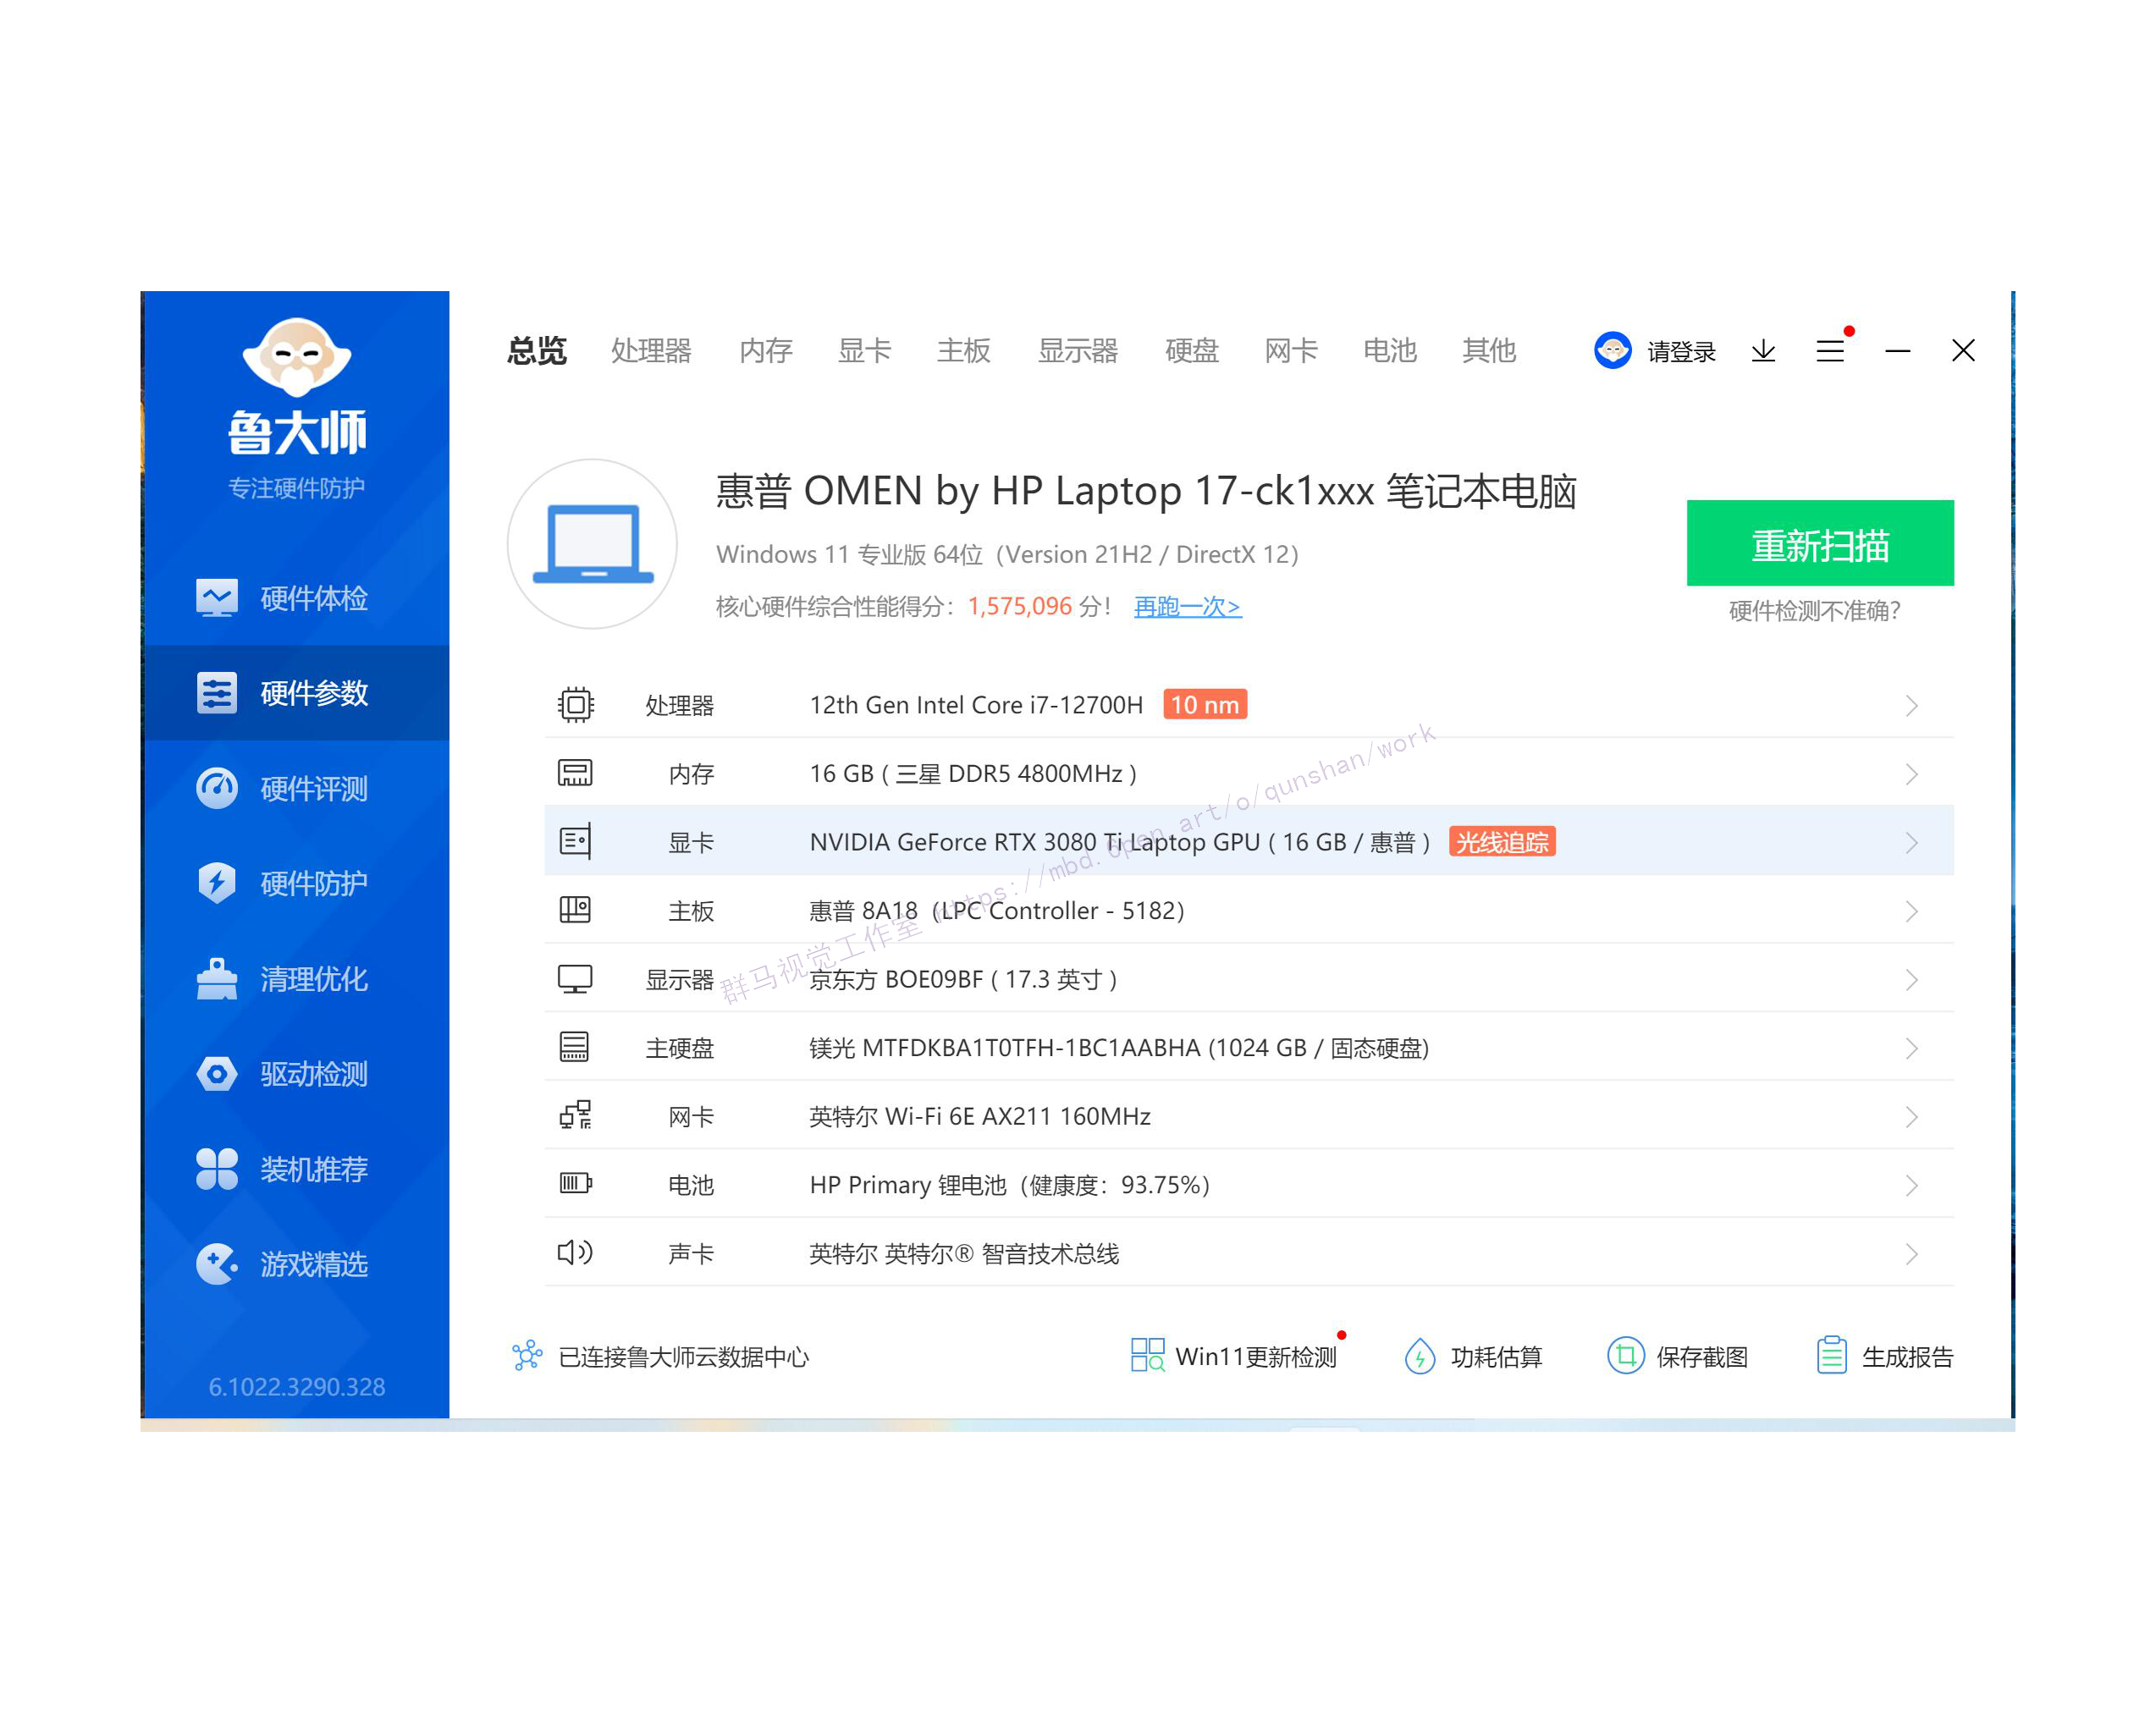 鲁大师
专注硬件防护
硬件体检
硬件参数
硬件评测
硬件防护
清理优化
驱动检测
装机推荐
游戏精选
6.1022.3290.328
总览 处理器 内存 显卡 主板 显示器 硬盘 网卡 电池 其他 请登录
惠普 OMEN by HP Laptop 17-ck1xxx 笔记本电脑
Windows 11 专业版 64位（Version 21H2 / DirectX 12）
核心硬件综合性能得分：1,575,096 分！ 再跑一次>
重新扫描
硬件检测不准确？
处理器 12th Gen Intel Core i7-12700H 10 nm
内存 16 GB ( 三星 DDR5 4800MHz )
显卡 NVIDIA GeForce RTX 3080 Ti Laptop GPU ( 16 GB / 惠普 ) 光线追踪
主板 惠普 8A18（LPC Controller - 5182）
显示器 京东方 BOE09BF ( 17.3 英寸 )
主硬盘 镁光 MTFDKBA1T0TFH-1BC1AABHA (1024 GB / 固态硬盘)
网卡 英特尔 Wi-Fi 6E AX211 160MHz
电池 HP Primary 锂电池（健康度：93.75%）
声卡 英特尔 英特尔® 智音技术总线
已连接鲁大师云数据中心 Win11更新检测 功耗估算 保存截图 生成报告
群马视觉工作室 https://mbd.6pen.art/o/qunshan/work